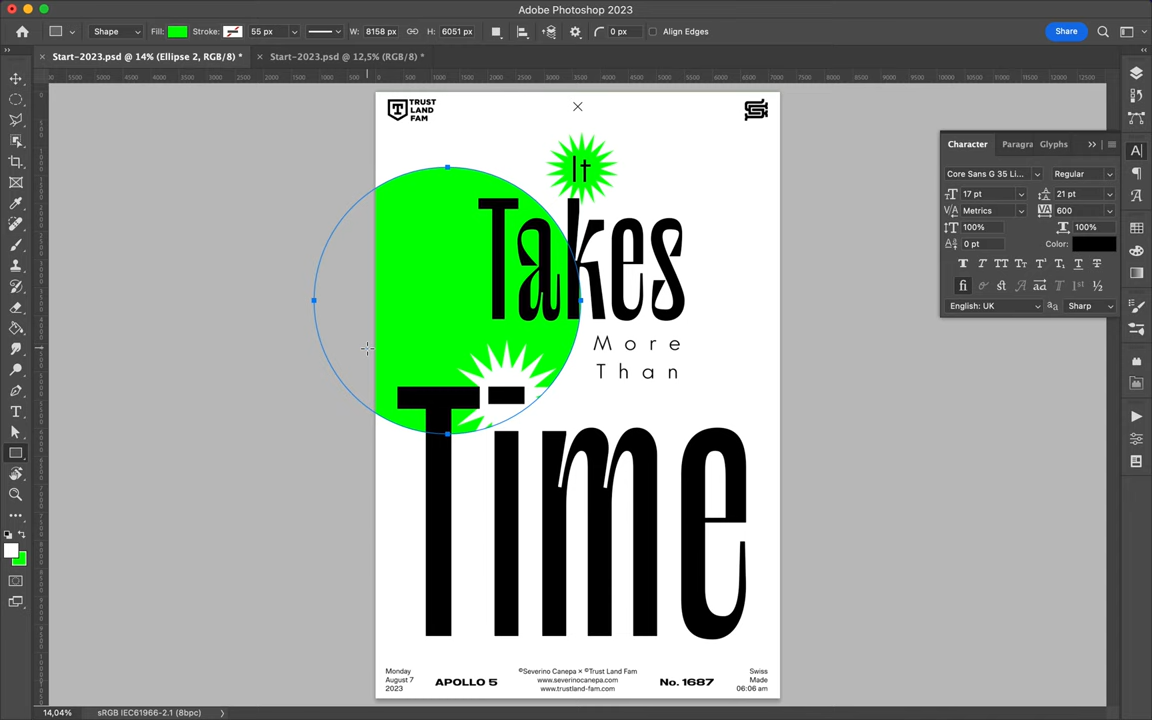 Adobe Photoshop 2023
Shape Fill: Stroke: 55 px W: 8158 px H: 6051 px 0 px Align Edges Share
Start-2023.psd @ 14% (Ellipse 2, RGB/8) * Start-2023.psd @ 12,5% (RGB/8) *
TRUST
LAND
FAM
It
Takes
More
Than
Time
Monday
August 7
2023
APOLLO 5
©Severino Canepa × ©Trust Land Fam
www.severinocanepa.com
www.trustland-fam.com
No. 1687
Swiss
Made
06:06 am
Character Paragra Glyphs
Core Sans G 35 Li... Regular
17 pt 21 pt
Metrics 600
100% 100%
0 pt Color:
English: UK Sharp
14,04% sRGB IEC61966-2.1 (8bpc)